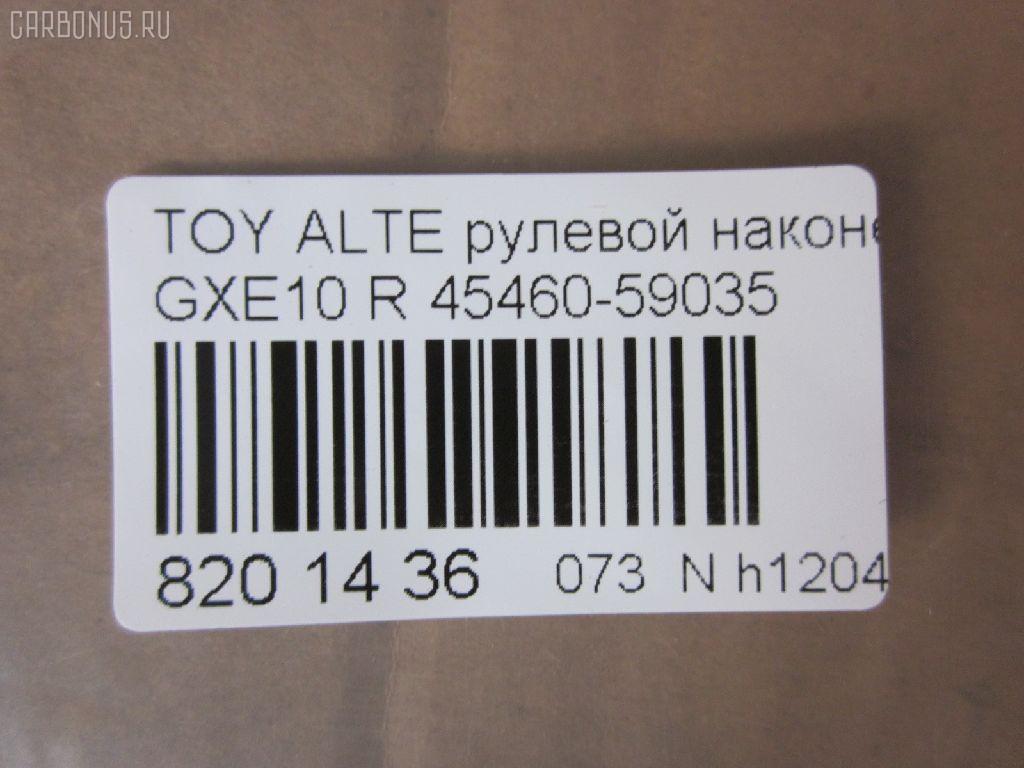 CARBONUS.RU
TOY ALTE рулевой наконе
GXE10 R 45460-59035
820 14 36 073 N h1204